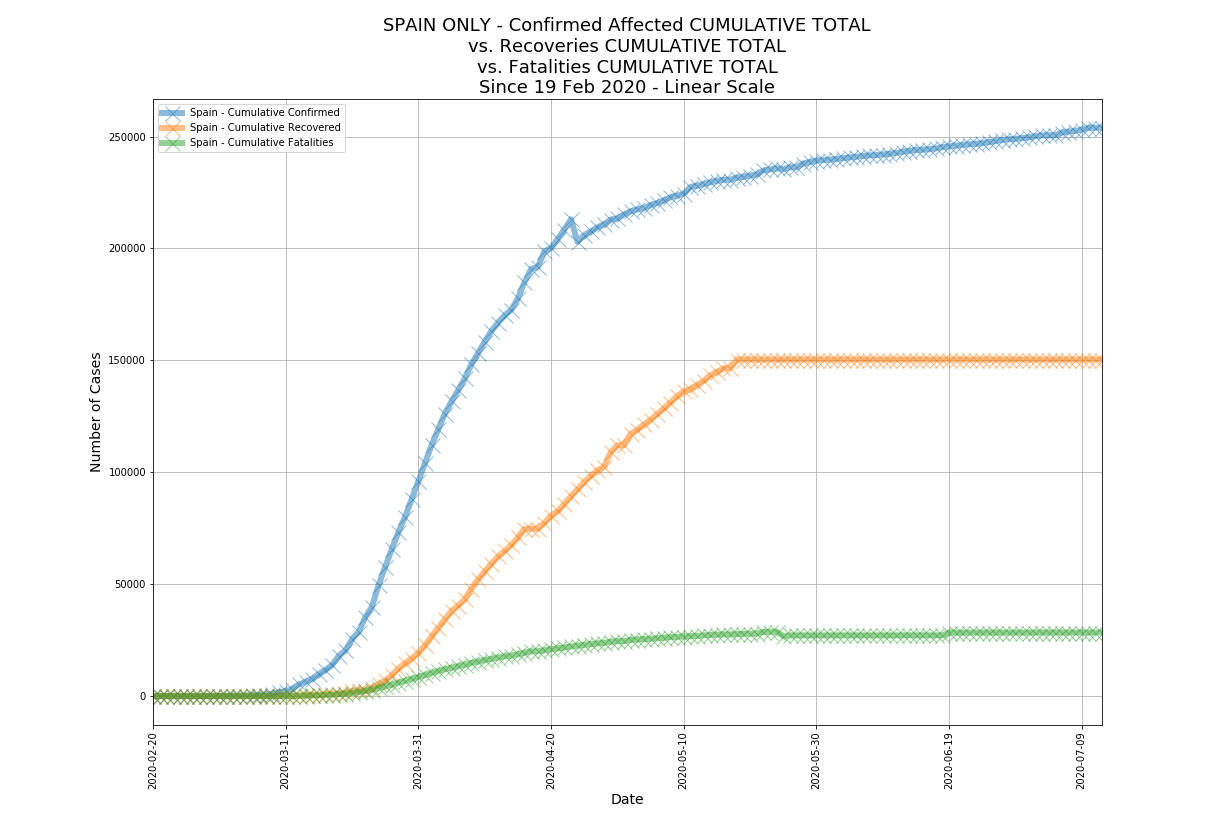 SPAIN ONLY - Confirmed Affected CUMULATIVE TOTAL
vs. Recoveries CUMULATIVE TOTAL
vs. Fatalities CUMULATIVE TOTAL
Since 19 Feb 2020 - Linear Scale
Spain - Cumulative Confirmed
Spain - Cumulative Recovered
Spain - Cumulative Fatalities
Number of Cases
250000
200000
150000
100000
50000
0
2020-02-20
2020-03-11
2020-03-31
2020-04-20
2020-05-10
2020-05-30
2020-06-19
2020-07-09
Date